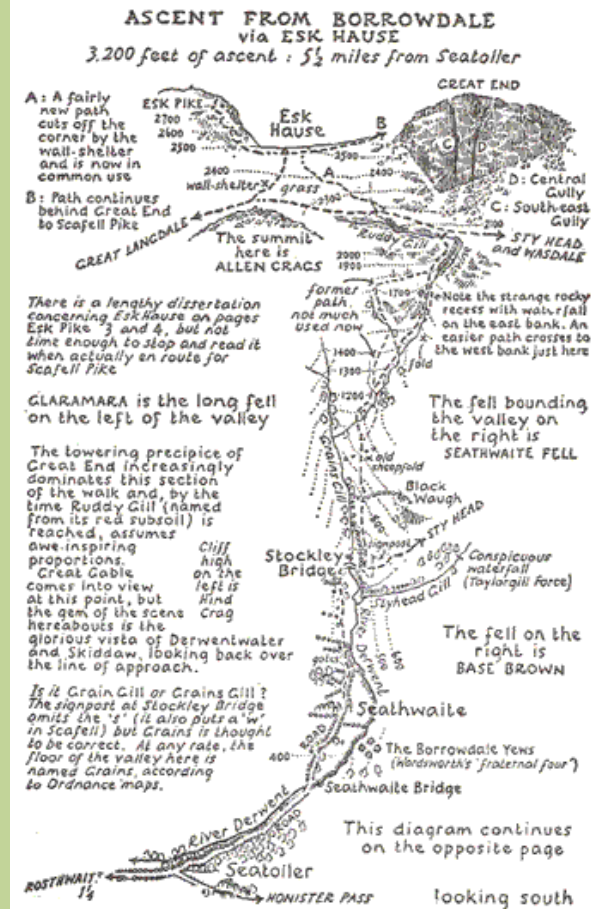 ASCENT FROM BORROWDALE
via ESK HAUSE
3,200 feet of ascent : 5½ miles from Seatoller
GREAT END
A: A fairly
new path
cuts off the
corner by the
wall-shelter
and is now in
common use
B: Path continues
behind Great End
to Scafell Pike
ESK PIKE
2700
2600
2500
Esk
Hause
B
2500
2400
A
2400
wall-shelter
grass
2300
C
D
D: Central
Gully
C: South-east
Gully
GREAT LANGDALE
The summit
here is
ALLEN CRAGS
Ruddy Gill
2100
STY HEAD
and WASDALE
2000
1900
former
path,
not much
used now
1700
Note the strange rocky
recess with waterfall
on the east bank. An
easier path crosses to
the west bank just here
fold
There is a lengthy dissertation
concerning Esk Hause on pages
Esk Pike 3 and 4, but not
time enough to stop and read it
when actually en route for
Scafell Pike
1400
1300
1200
GLARAMARA is the long fell
on the left of the valley
The fell bounding
the valley on
the right is
SEATHWAITE FELL
Grains Gill
old
sheepfold
Black
Waugh
The towering precipice of
Great End increasingly
dominates this section
of the walk and, by the
time Ruddy Gill (named
from its red subsoil) is
reached, assumes
awe-inspiring
proportions.
Great Gable
comes into view
at this point, but
the gem of the scene
hereabouts is the
glorious vista of Derwentwater
and Skiddaw, looking back over
the line of approach.
Cliff
high
on the
left is
Hind
Crag
signpost
STY HEAD
Stockley
Bridge
800
Conspicuous
waterfall
(Taylorgill Force)
Styhead Gill
River Derwent
600
The fell on the
right is
BASE BROWN
gates
Is it Grain Gill or Grains Gill?
The signpost at Stockley Bridge
omits the 's' (it also puts a 'w'
in Scafell) but Grains is thought
to be correct. At any rate, the
floor of the valley here is
named Grains, according
to Ordnance maps.
Seathwaite
ROAD
400
The Borrowdale Yews
(Wordsworth's 'fraternal four')
Seathwaite Bridge
River Derwent
ROAD
This diagram continues
on the opposite page
Seatoller
ROSTHWAITE
1¼
HONISTER PASS
looking south